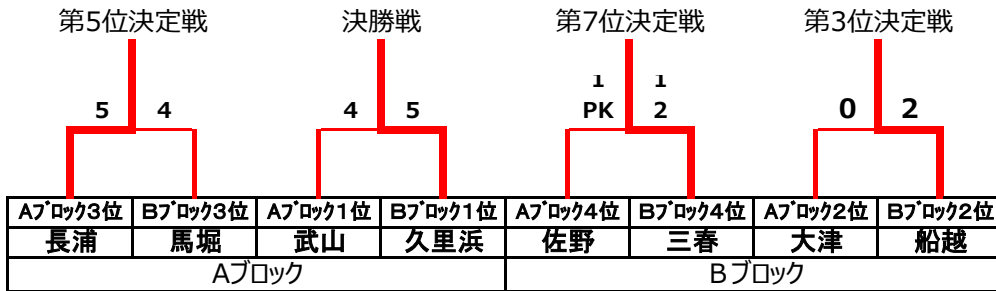 第5位決定戦 決勝戦 第7位決定戦 第3位決定戦
1 1
5 4 4 5 PK 2 0 2
Aブロック3位 Bブロック3位 Aブロック1位 Bブロック1位 Aブロック4位 Bブロック4位 Aブロック2位 Bブロック2位
長浦 馬堀 武山 久里浜 佐野 三春 大津 船越
Aブロック Bブロック